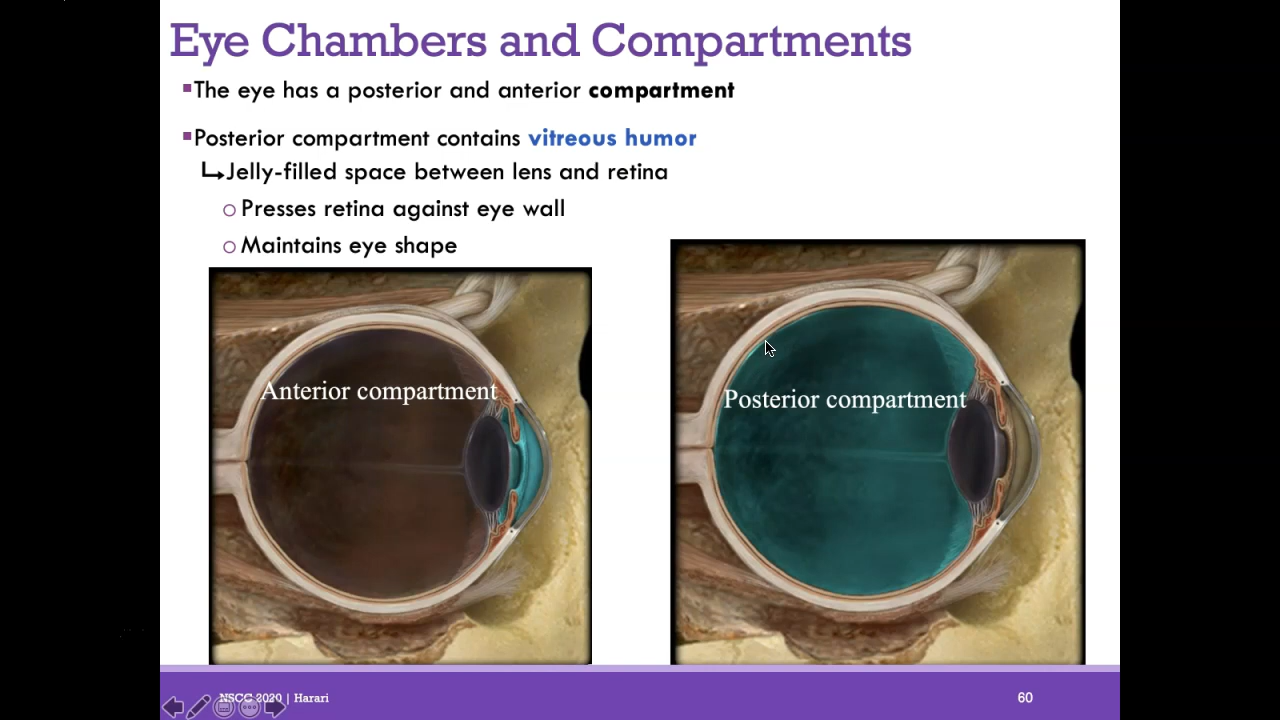 Eye Chambers and Compartments
▪The eye has a posterior and anterior compartment
▪Posterior compartment contains vitreous humor
↳Jelly-filled space between lens and retina
○ Presses retina against eye wall
○ Maintains eye shape
Anterior compartment
Posterior compartment
NSCC 2020 | Harari
60